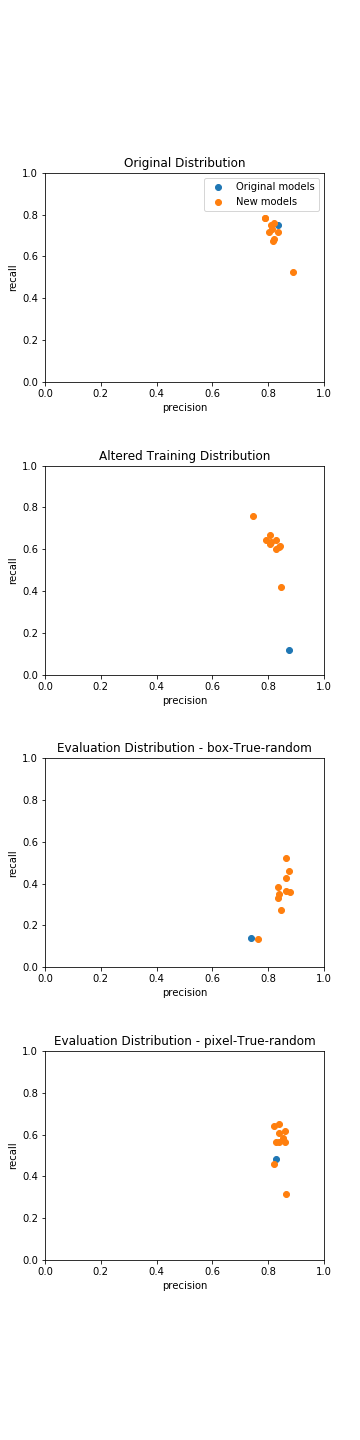 Original Distribution
1.0
0.8
0.6
0.4
0.2
0.0
recall
Original models
New models
0.0 0.2 0.4 0.6 0.8 1.0
precision
Altered Training Distribution
1.0
0.8
0.6
0.4
0.2
0.0
recall
0.0 0.2 0.4 0.6 0.8 1.0
precision
Evaluation Distribution - box-True-random
1.0
0.8
0.6
0.4
0.2
0.0
recall
0.0 0.2 0.4 0.6 0.8 1.0
precision
Evaluation Distribution - pixel-True-random
1.0
0.8
0.6
0.4
0.2
0.0
recall
0.0 0.2 0.4 0.6 0.8 1.0
precision